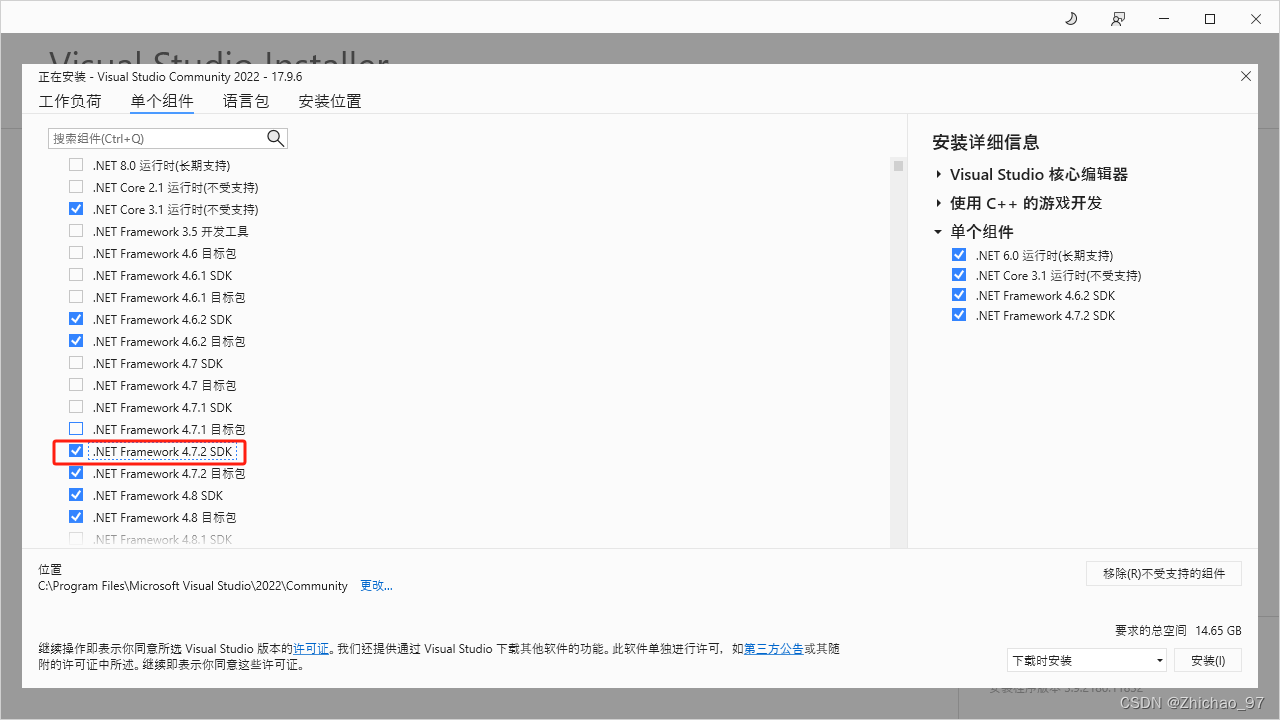 Visual Studio Installer
正在安装 - Visual Studio Community 2022 - 17.9.6
工作负荷 单个组件 语言包 安装位置
搜索组件(Ctrl+Q)
.NET 8.0 运行时(长期支持)
.NET Core 2.1 运行时(不受支持)
.NET Core 3.1 运行时(不受支持)
.NET Framework 3.5 开发工具
.NET Framework 4.6 目标包
.NET Framework 4.6.1 SDK
.NET Framework 4.6.1 目标包
.NET Framework 4.6.2 SDK
.NET Framework 4.6.2 目标包
.NET Framework 4.7 SDK
.NET Framework 4.7 目标包
.NET Framework 4.7.1 SDK
.NET Framework 4.7.1 目标包
.NET Framework 4.7.2 SDK
.NET Framework 4.7.2 目标包
.NET Framework 4.8 SDK
.NET Framework 4.8 目标包
.NET Framework 4.8.1 SDK
安装详细信息
Visual Studio 核心编辑器
使用 C++ 的游戏开发
单个组件
.NET 6.0 运行时(长期支持)
.NET Core 3.1 运行时(不受支持)
.NET Framework 4.6.2 SDK
.NET Framework 4.7.2 SDK
位置
C:\Program Files\Microsoft Visual Studio\2022\Community 更改...
移除(R)不受支持的组件
要求的总空间 14.65 GB
继续操作即表示你同意所选 Visual Studio 版本的许可证。我们还提供通过 Visual Studio 下载其他软件的功能。此软件单独进行许可，如第三方公告或其随
附的许可证中所述。继续即表示你同意这些许可证。
下载时安装 安装(I)
CSDN @Zhichao_97